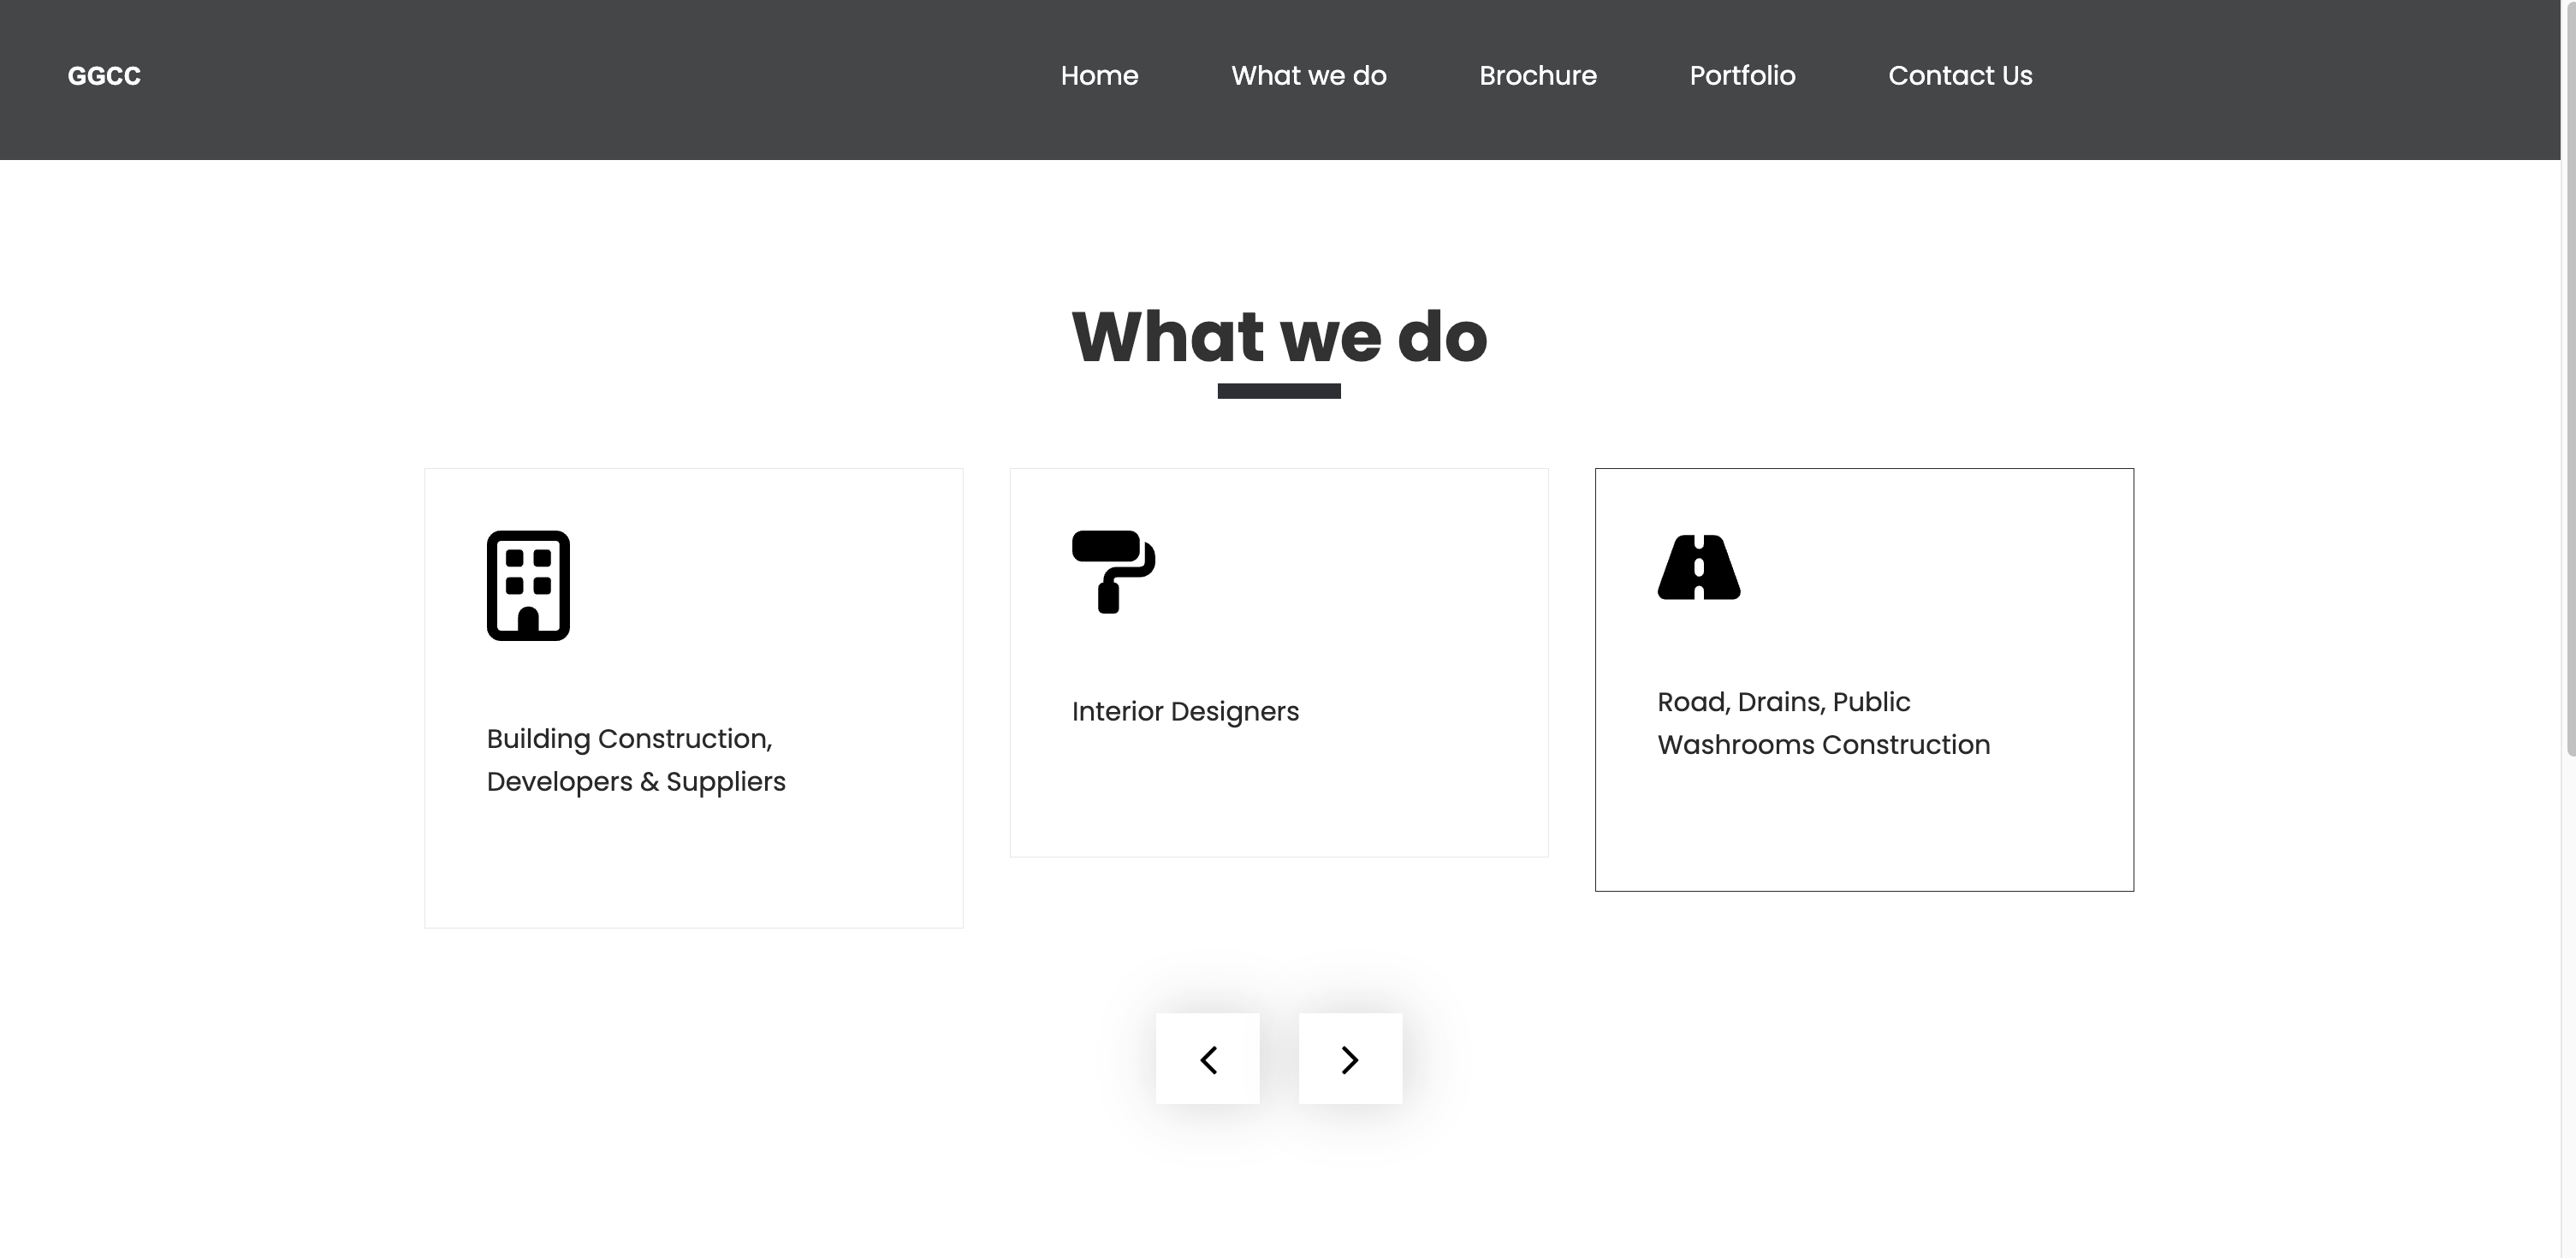 GGCC
Home
What we do
Brochure
Portfolio
Contact Us
What we do
Building Construction,
Developers & Suppliers
Interior Designers
Road, Drains, Public
Washrooms Construction